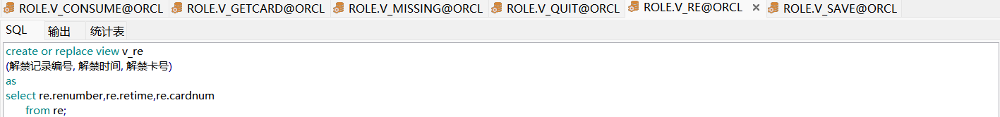 ROLE.V_CONSUME@ORCL ROLE.V_GETCARD@ORCL ROLE.V_MISSING@ORCL ROLE.V_QUIT@ORCL ROLE.V_RE@ORCL ROLE.V_SAVE@ORCL
SQL 输出 统计表
create or replace view v_re
(解禁记录编号, 解禁时间, 解禁卡号)
as
select re.renumber,re.retime,re.cardnum
from re;